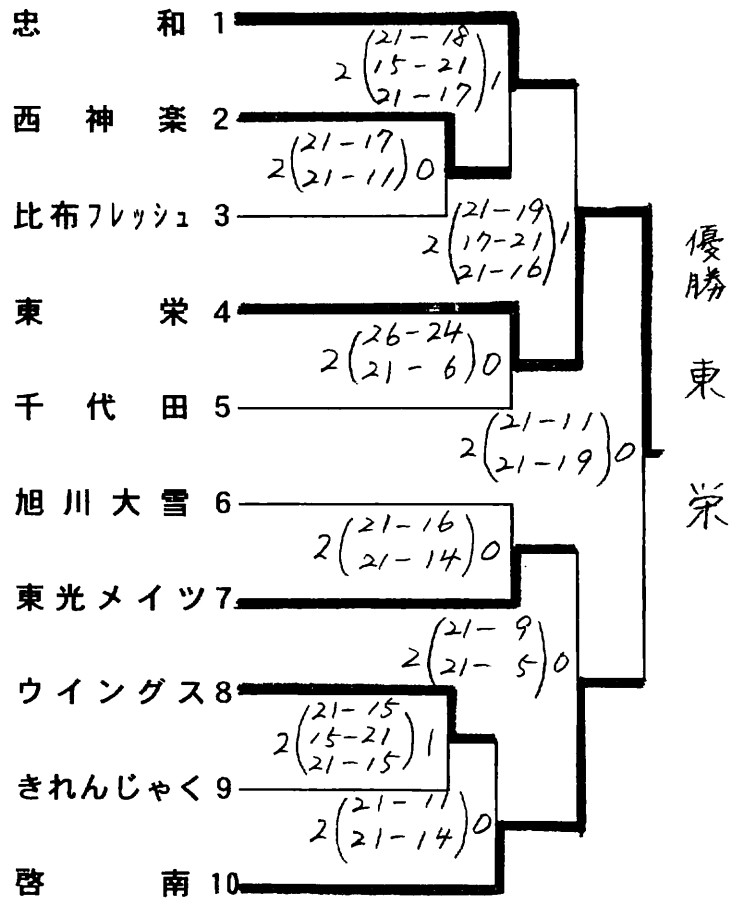 忠和 1
2(21-18
15-21
21-17)1
西神楽 2
2(21-17
21-11)0
比布フレッシュ 3
2(21-19
17-21
21-16)1
東栄 4
2(26-24
21-6)0
千代田 5
2(21-11
21-19)0
旭川大雪 6
2(21-16
21-14)0
東光メイツ 7
2(21-9
21-5)0
ウイングス 8
2(21-15
15-21
21-15)1
きれんじゃく 9
2(21-11
21-14)0
啓南 10
優勝 東栄